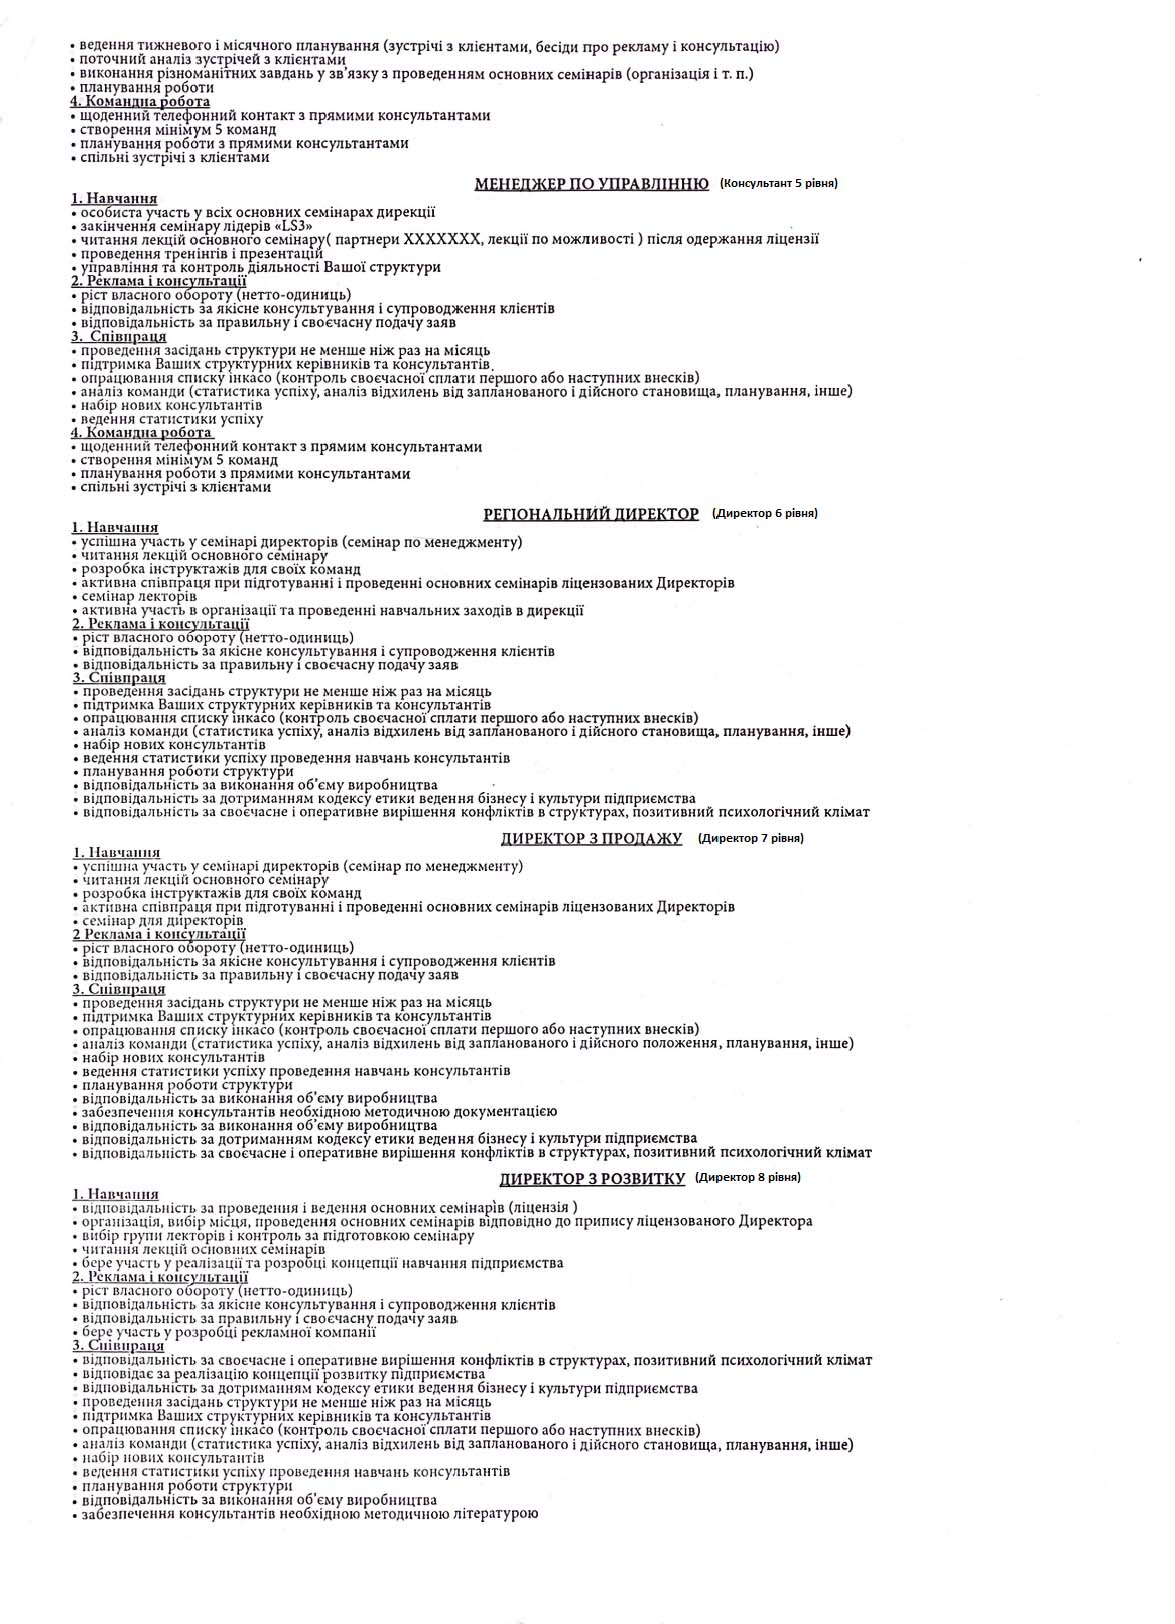 • ведення тижневого і місячного планування (зустрічі з клієнтами, бесіди про рекламу і консультацію)
• поточний аналіз зустрічей з клієнтами
• виконання різноманітних завдань у зв’язку з проведенням основних семінарів (організація і т. п.)
• планування роботи
4. Командна робота
• щоденний телефонний контакт з прямими консультантами
• створення мінімум 5 команд
• планування роботи з прямими консультантами
• спільні зустрічі з клієнтами
МЕНЕДЖЕР ПО УПРАВЛІННЮ (Консультант 5 рівня)
1. Навчання
• особиста участь у всіх основних семінарах дирекції
• закінчення семінару лідерів «LS3»
• читання лекцій основного семінару( партнери ХХХХХХХ, лекції по можливості ) після одержання ліцензії
• проведення тренінгів і презентацій
• управління та контроль діяльності Вашої структури
2. Реклама і консультації
• ріст власного обороту (нетто-одиниць)
• відповідальність за якісне консультування і супроводження клієнтів
• відповідальність за правильну і своєчасну подачу заяв
3. Співпраця
• проведення засідань структури не менше ніж раз на місяць
• підтримка Ваших структурних керівників та консультантів
• опрацювання списку інкасо (контроль своєчасної сплати першого або наступних внесків)
• аналіз команди (статистика успіху, аналіз відхилень від запланованого і дійсного становища, планування, інше)
• набір нових консультантів
• ведення статистики успіху
4. Командна робота
• щоденний телефонний контакт з прямим консультантами
• створення мінімум 5 команд
• планування роботи з прямими консультантами
• спільні зустрічі з клієнтами
РЕГІОНАЛЬНИЙ ДИРЕКТОР (Директор 6 рівня)
1. Навчання
• успішна участь у семінарі директорів (семінар по менеджменту)
• читання лекцій основного семінару
• розробка інструктажів для своїх команд
• активна співпраця при підготуванні і проведенні основних семінарів ліцензованих Директорів
• семінар лекторів
• активна участь в організації та проведенні навчальних заходів в дирекції
2. Реклама і консультації
• ріст власного обороту (нетто-одиниць)
• відповідальність за якісне консультування і супроводження клієнтів
• відповідальність за правильну і своєчасну подачу заяв
3. Співпраця
• проведення засідань структури не менше ніж раз на місяць
• підтримка Ваших структурних керівників та консультантів
• опрацювання списку інкасо (контроль своєчасної сплати першого або наступних внесків)
• аналіз команди (статистика успіху, аналіз відхилень від запланованого і дійсного становища, планування, інше)
• набір нових консультантів
• ведення статистики успіху проведення навчань консультантів
• планування роботи структури
• відповідальність за виконання об’єму виробництва
• відповідальність за дотриманням кодексу етики ведення бізнесу і культури підприємства
• відповідальність за своєчасне і оперативне вирішення конфліктів в структурах, позитивний психологічний клімат
ДИРЕКТОР З ПРОДАЖУ (Директор 7 рівня)
1. Навчання
• успішна участь у семінарі директорів (семінар по менеджменту)
• читання лекцій основного семінару
• розробка інструктажів для своїх команд
• активна співпраця при підготуванні і проведенні основних семінарів ліцензованих Директорів
• семінар для директорів
2 Реклама і консультації
• ріст власного обороту (нетто-одиниць)
• відповідальність за якісне консультування і супроводження клієнтів
• відповідальність за правильну і своєчасну подачу заяв
3. Співпраця
• проведення засідань структури не менше ніж раз на місяць
• підтримка Ваших структурних керівників та консультантів
• опрацювання списку інкасо (контроль своєчасної сплати першого або наступних внесків)
• аналіз команди (статистика успіху, аналіз відхилень від запланованого і дійсного положення, планування, інше)
• набір нових консультантів
• ведення статистики успіху проведення навчань консультантів
• планування роботи структури
• відповідальність за виконання об’єму виробництва
• забезпечення консультантів необхідною методичною документацією
• відповідальність за виконання об’єму виробництва
• відповідальність за дотриманням кодексу етики ведення бізнесу і культури підприємства
• відповідальність за своєчасне і оперативне вирішення конфліктів в структурах, позитивний психологічний клімат
ДИРЕКТОР З РОЗВИТКУ (Директор 8 рівня)
1. Навчання
• відповідальність за проведення і ведення основних семінарів (ліцензія )
• організація, вибір місця, проведення основних семінарів відповідно до припису ліцензованого Директора
• вибір групи лекторів і контроль за підготовкою семінару
• читання лекцій основних семінарів
• бере участь у реалізації та розробці концепції навчання підприємства
2. Реклама і консультації
• ріст власного обороту (нетто-одиниць)
• відповідальність за якісне консультування і супроводження клієнтів
• відповідальність за правильну і своєчасну подачу заяв
• бере участь у розробці рекламної компанії
3. Співпраця
• відповідальність за своєчасне і оперативне вирішення конфліктів в структурах, позитивний психологічний клімат
• відповідає за реалізацію концепції розвитку підприємства
• відповідальність за дотриманням кодексу етики ведення бізнесу і культури підприємства
• проведення засідань структури не менше ніж раз на місяць
• підтримка Ваших структурних керівників та консультантів
• опрацювання списку інкасо (контроль своєчасної сплати першого або наступних внесків)
• аналіз команди (статистика успіху, аналіз відхилень від запланованого і дійсного становища, планування, інше)
• набір нових консультантів
• ведення статистики успіху проведення навчань консультантів
• планування роботи структури
• відповідальність за виконання об’єму виробництва
• забезпечення консультантів необхідною методичною літературою